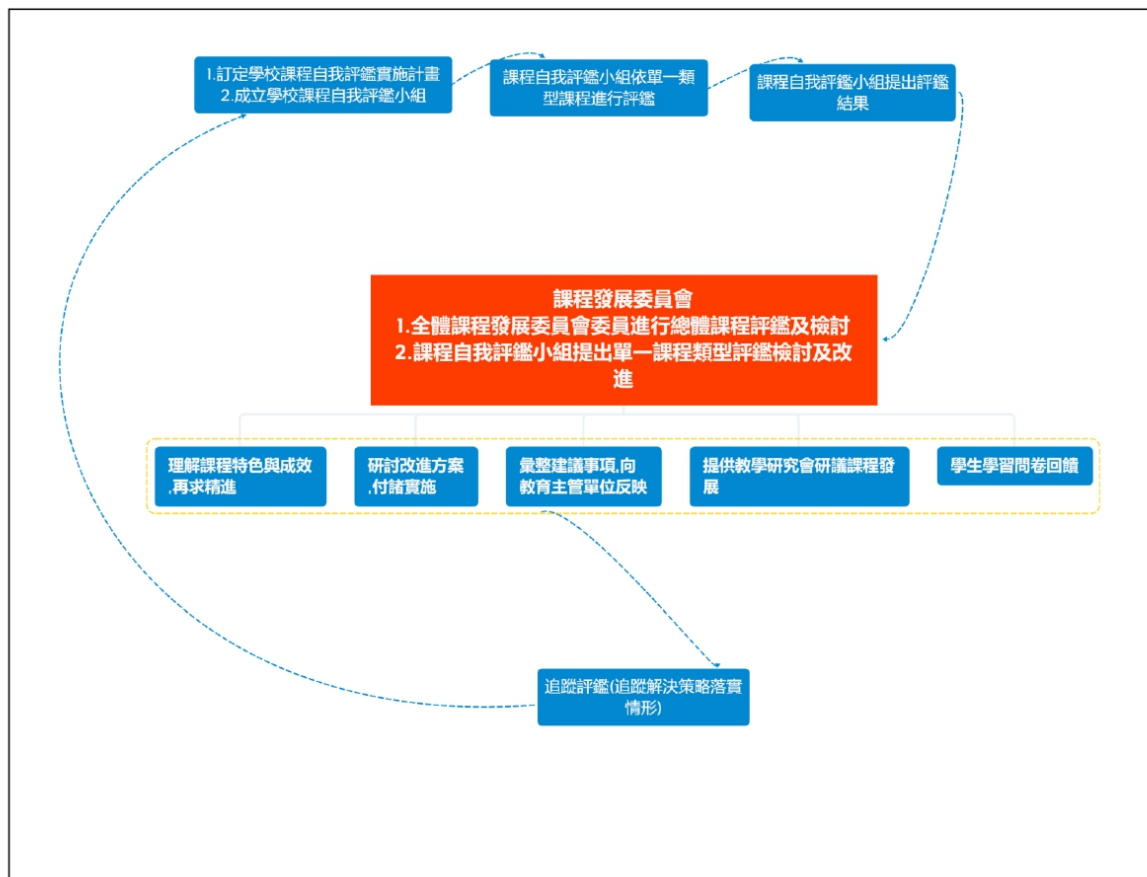 1.訂定學校課程自我評鑑實施計畫
2.成立學校課程自我評鑑小組
課程自我評鑑小組依單一類
型課程進行評鑑
課程自我評鑑小組提出評鑑
結果
課程發展委員會
1.全體課程發展委員會委員進行總體課程評鑑及檢討
2.課程自我評鑑小組提出單一課程類型評鑑檢討及改
進
理解課程特色與成效
,再求精進
研討改進方案
,付諸實施
彙整建議事項,向
教育主管單位反映
提供教學研究會研議課程發
展
學生學習問卷回饋
追蹤評鑑(追蹤解決策略落實
情形)